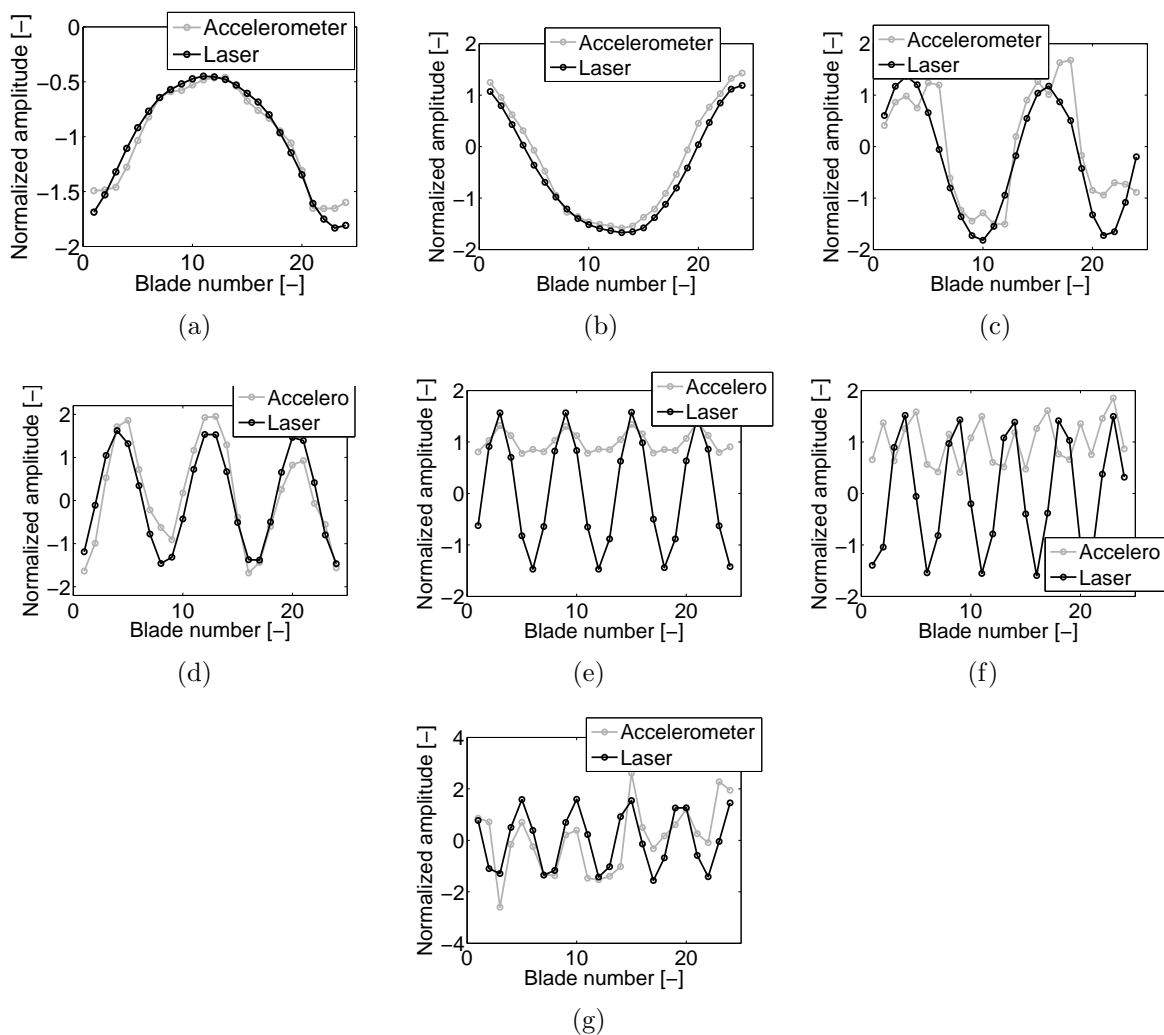 Accelerometer
Laser
Normalized amplitude [–]
0
–0.5
–1
–1.5
–2
0
10
20
Blade number [–]
(a)
Accelerometer
Laser
Normalized amplitude [–]
2
1
0
–1
–2
0
10
20
Blade number [–]
(b)
Accelerometer
Laser
Normalized amplitude [–]
2
1
0
–1
–2
0
10
20
Blade number [–]
(c)
Accelero
Laser
Normalized amplitude [–]
2
1
0
–1
–2
0
10
20
Blade number [–]
(d)
Accelero
Laser
Normalized amplitude [–]
2
1
0
–1
–2
0
10
20
Blade number [–]
(e)
Accelero
Laser
Normalized amplitude [–]
2
1
0
–1
–2
0
10
20
Blade number [–]
(f)
Accelerometer
Laser
Normalized amplitude [–]
4
2
0
–2
–4
0
10
20
Blade number [–]
(g)